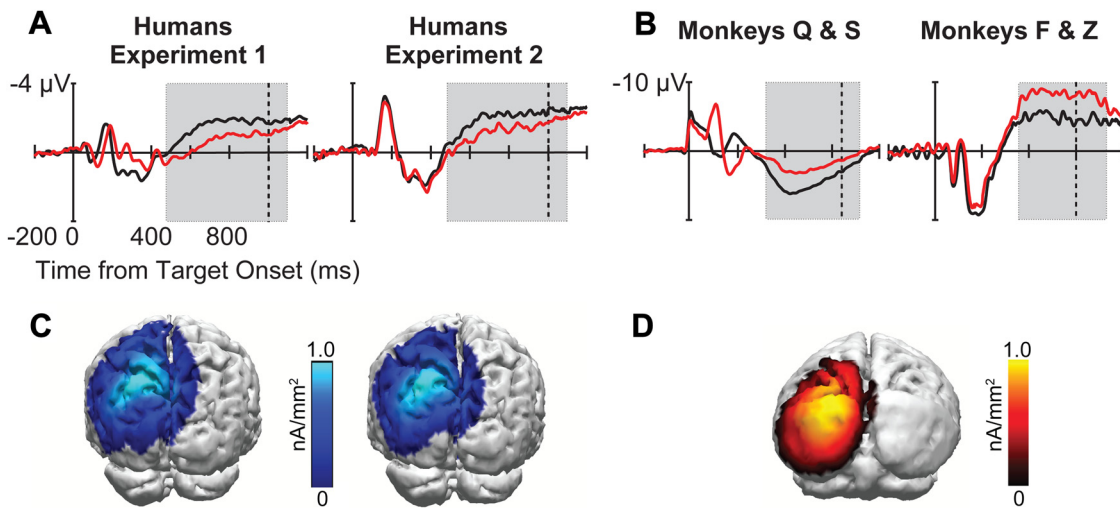 A
Humans
Experiment 1
Humans
Experiment 2
-4 µV
-200 0 400 800
Time from Target Onset (ms)
B
Monkeys Q & S
Monkeys F & Z
-10 µV
C
1.0
nA/mm²
0
D
1.0
nA/mm²
0